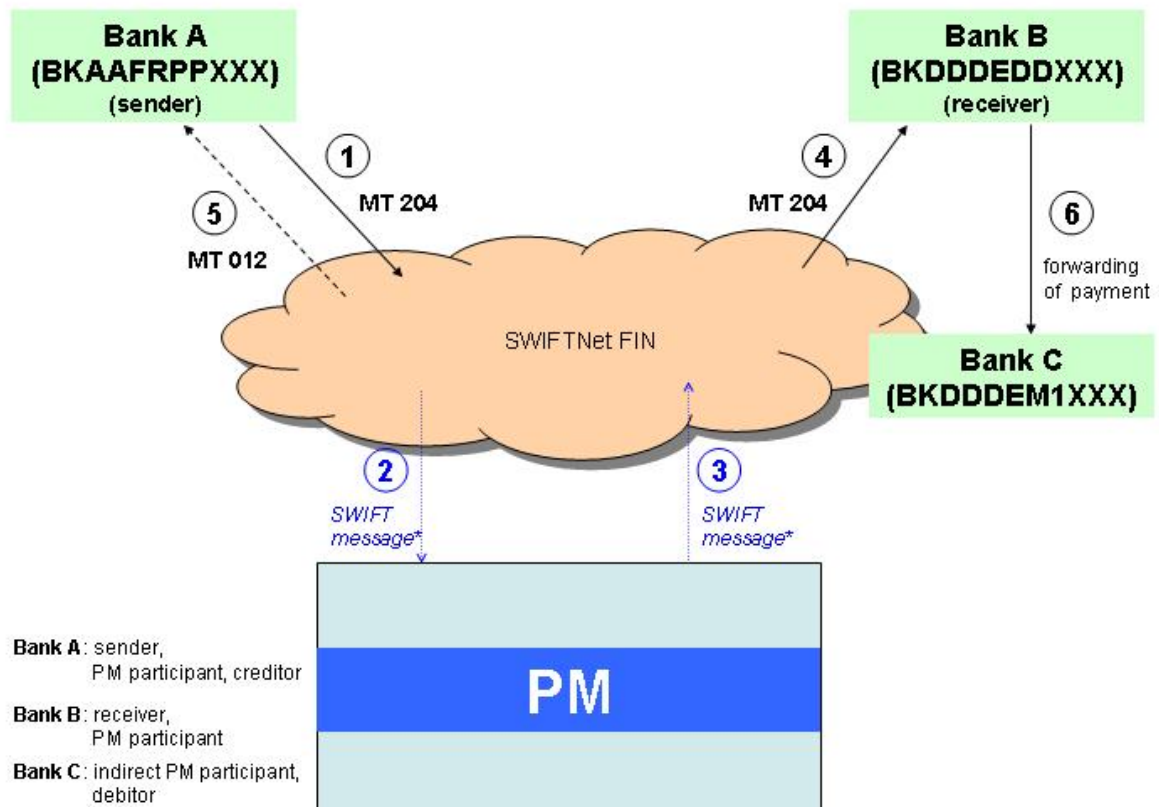 Bank A
(BKAAFRPPXXX)
(sender)
Bank B
(BKDDDEDDXXX)
(receiver)
1
MT 204
4
MT 204
5
MT 012
6
forwarding
of payment
SWIFTNet FIN
Bank C
(BKDDDEM1XXX)
2
SWIFT
message*
3
SWIFT
message*
PM
Bank A: sender,
PM participant, creditor
Bank B: receiver,
PM participant
Bank C: indirect PM participant,
debitor